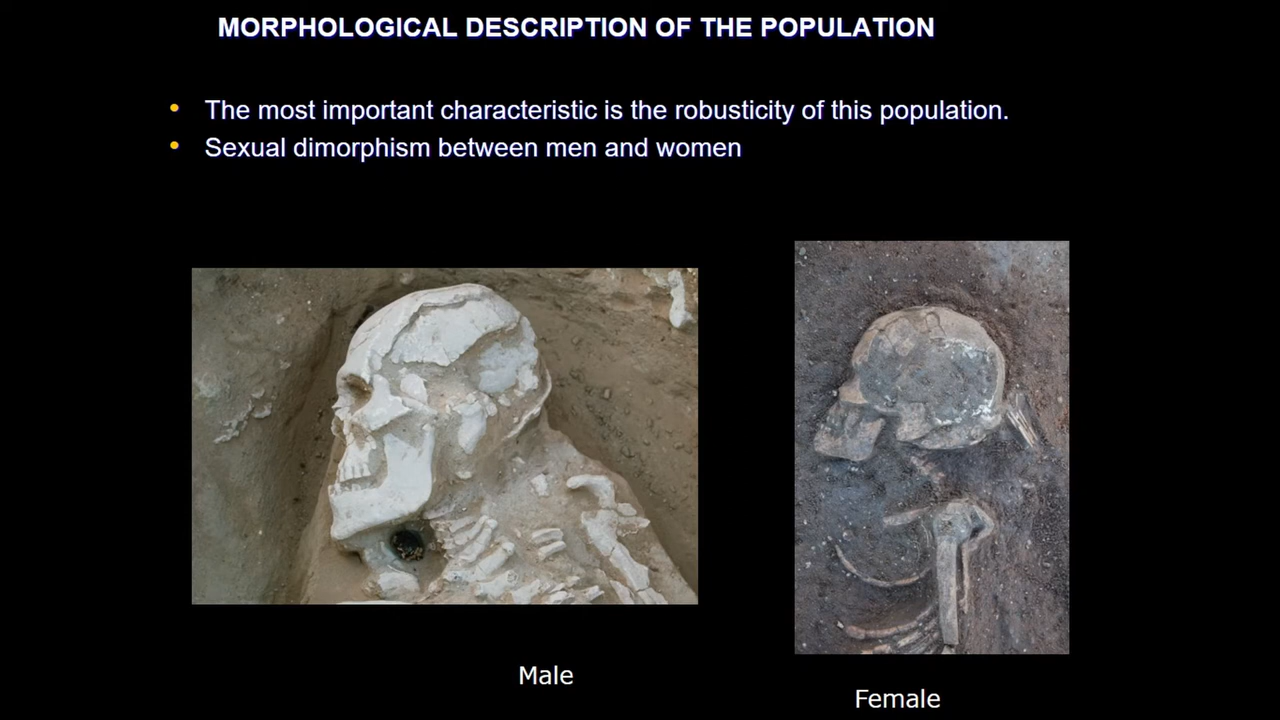 MORPHOLOGICAL DESCRIPTION OF THE POPULATION
• The most important characteristic is the robusticity of this population.
• Sexual dimorphism between men and women
Male
Female